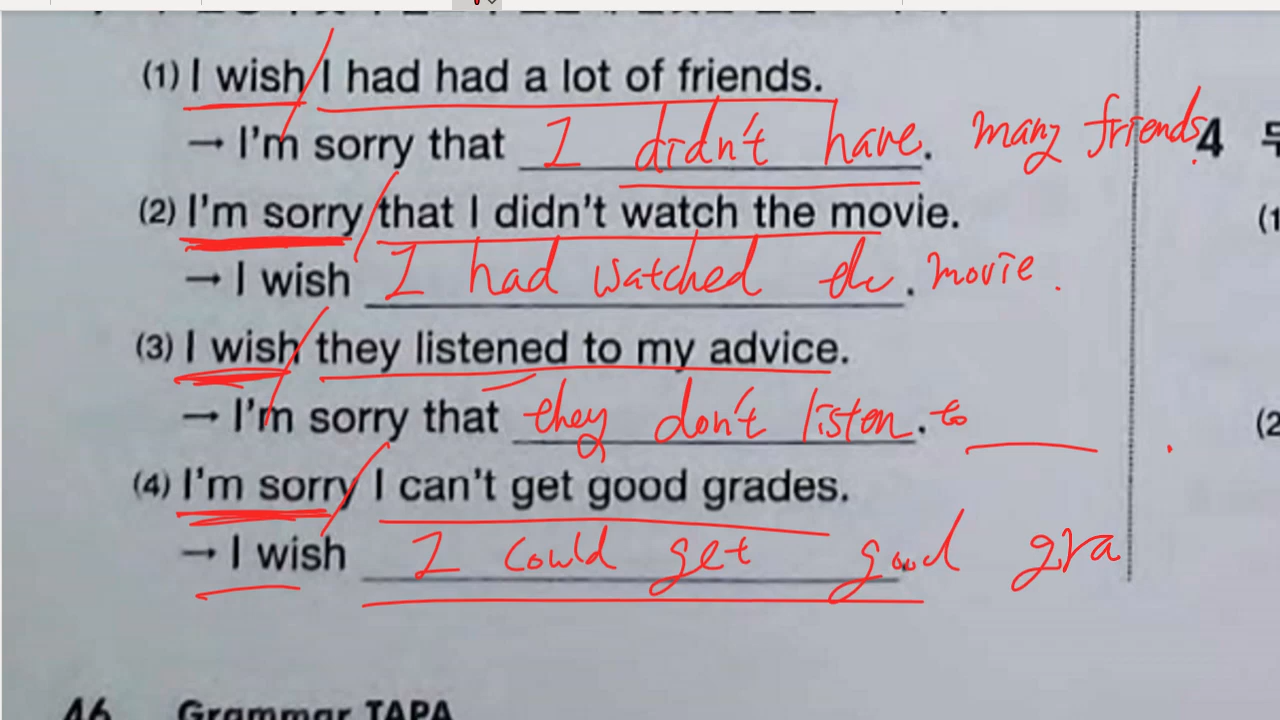 (1) I wish I had had a lot of friends.
→ I'm sorry that I didn't have. many friends. 4
(2) I'm sorry that I didn't watch the movie. (1
→ I wish I had watched the. movie.
(3) I wish they listened to my advice.
→ I'm sorry that they don't listen. to (2
(4) I'm sorry I can't get good grades.
→ I wish I could get good gra
46 Grammar TAPA